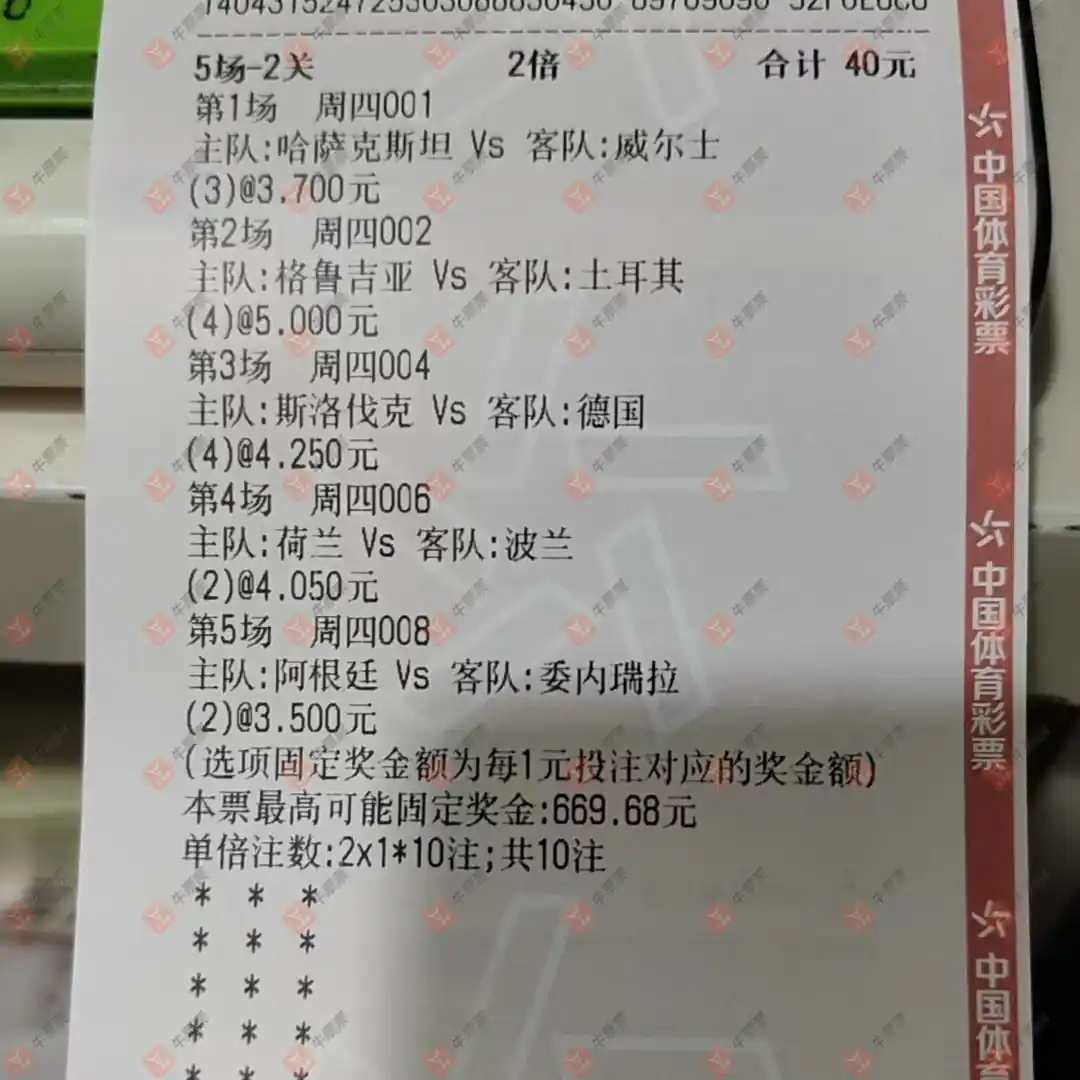 5场-2关 2倍 合计 40元
第1场 周四001
主队:哈萨克斯坦 Vs 客队:威尔士
(3)@3.700元
第2场 周四002
主队:格鲁吉亚 Vs 客队:土耳其
(4)@5.000元
第3场 周四004
主队:斯洛伐克 Vs 客队:德国
(4)@4.250元
第4场 周四006
主队:荷兰 Vs 客队:波兰
(2)@4.050元
第5场 周四008
主队:阿根廷 Vs 客队:委内瑞拉
(2)@3.500元
(选项固定奖金额为每1元投注对应的奖金额)
本票最高可能固定奖金:669.68元
单倍注数:2x1*10注;共10注
* * *
* * *
* * *
* * *
* * *
中国体育彩票
中国体育彩票
中国体育